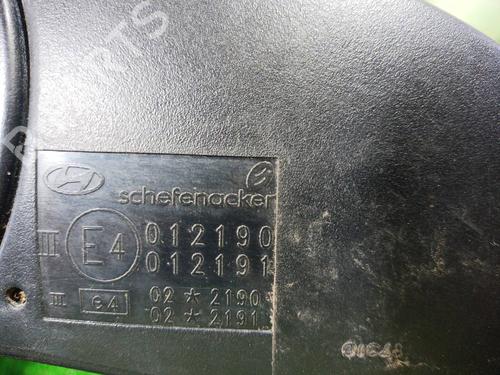 schefenacker
III E4 012190
012191
III e4 02 * 2190
02 * 2191